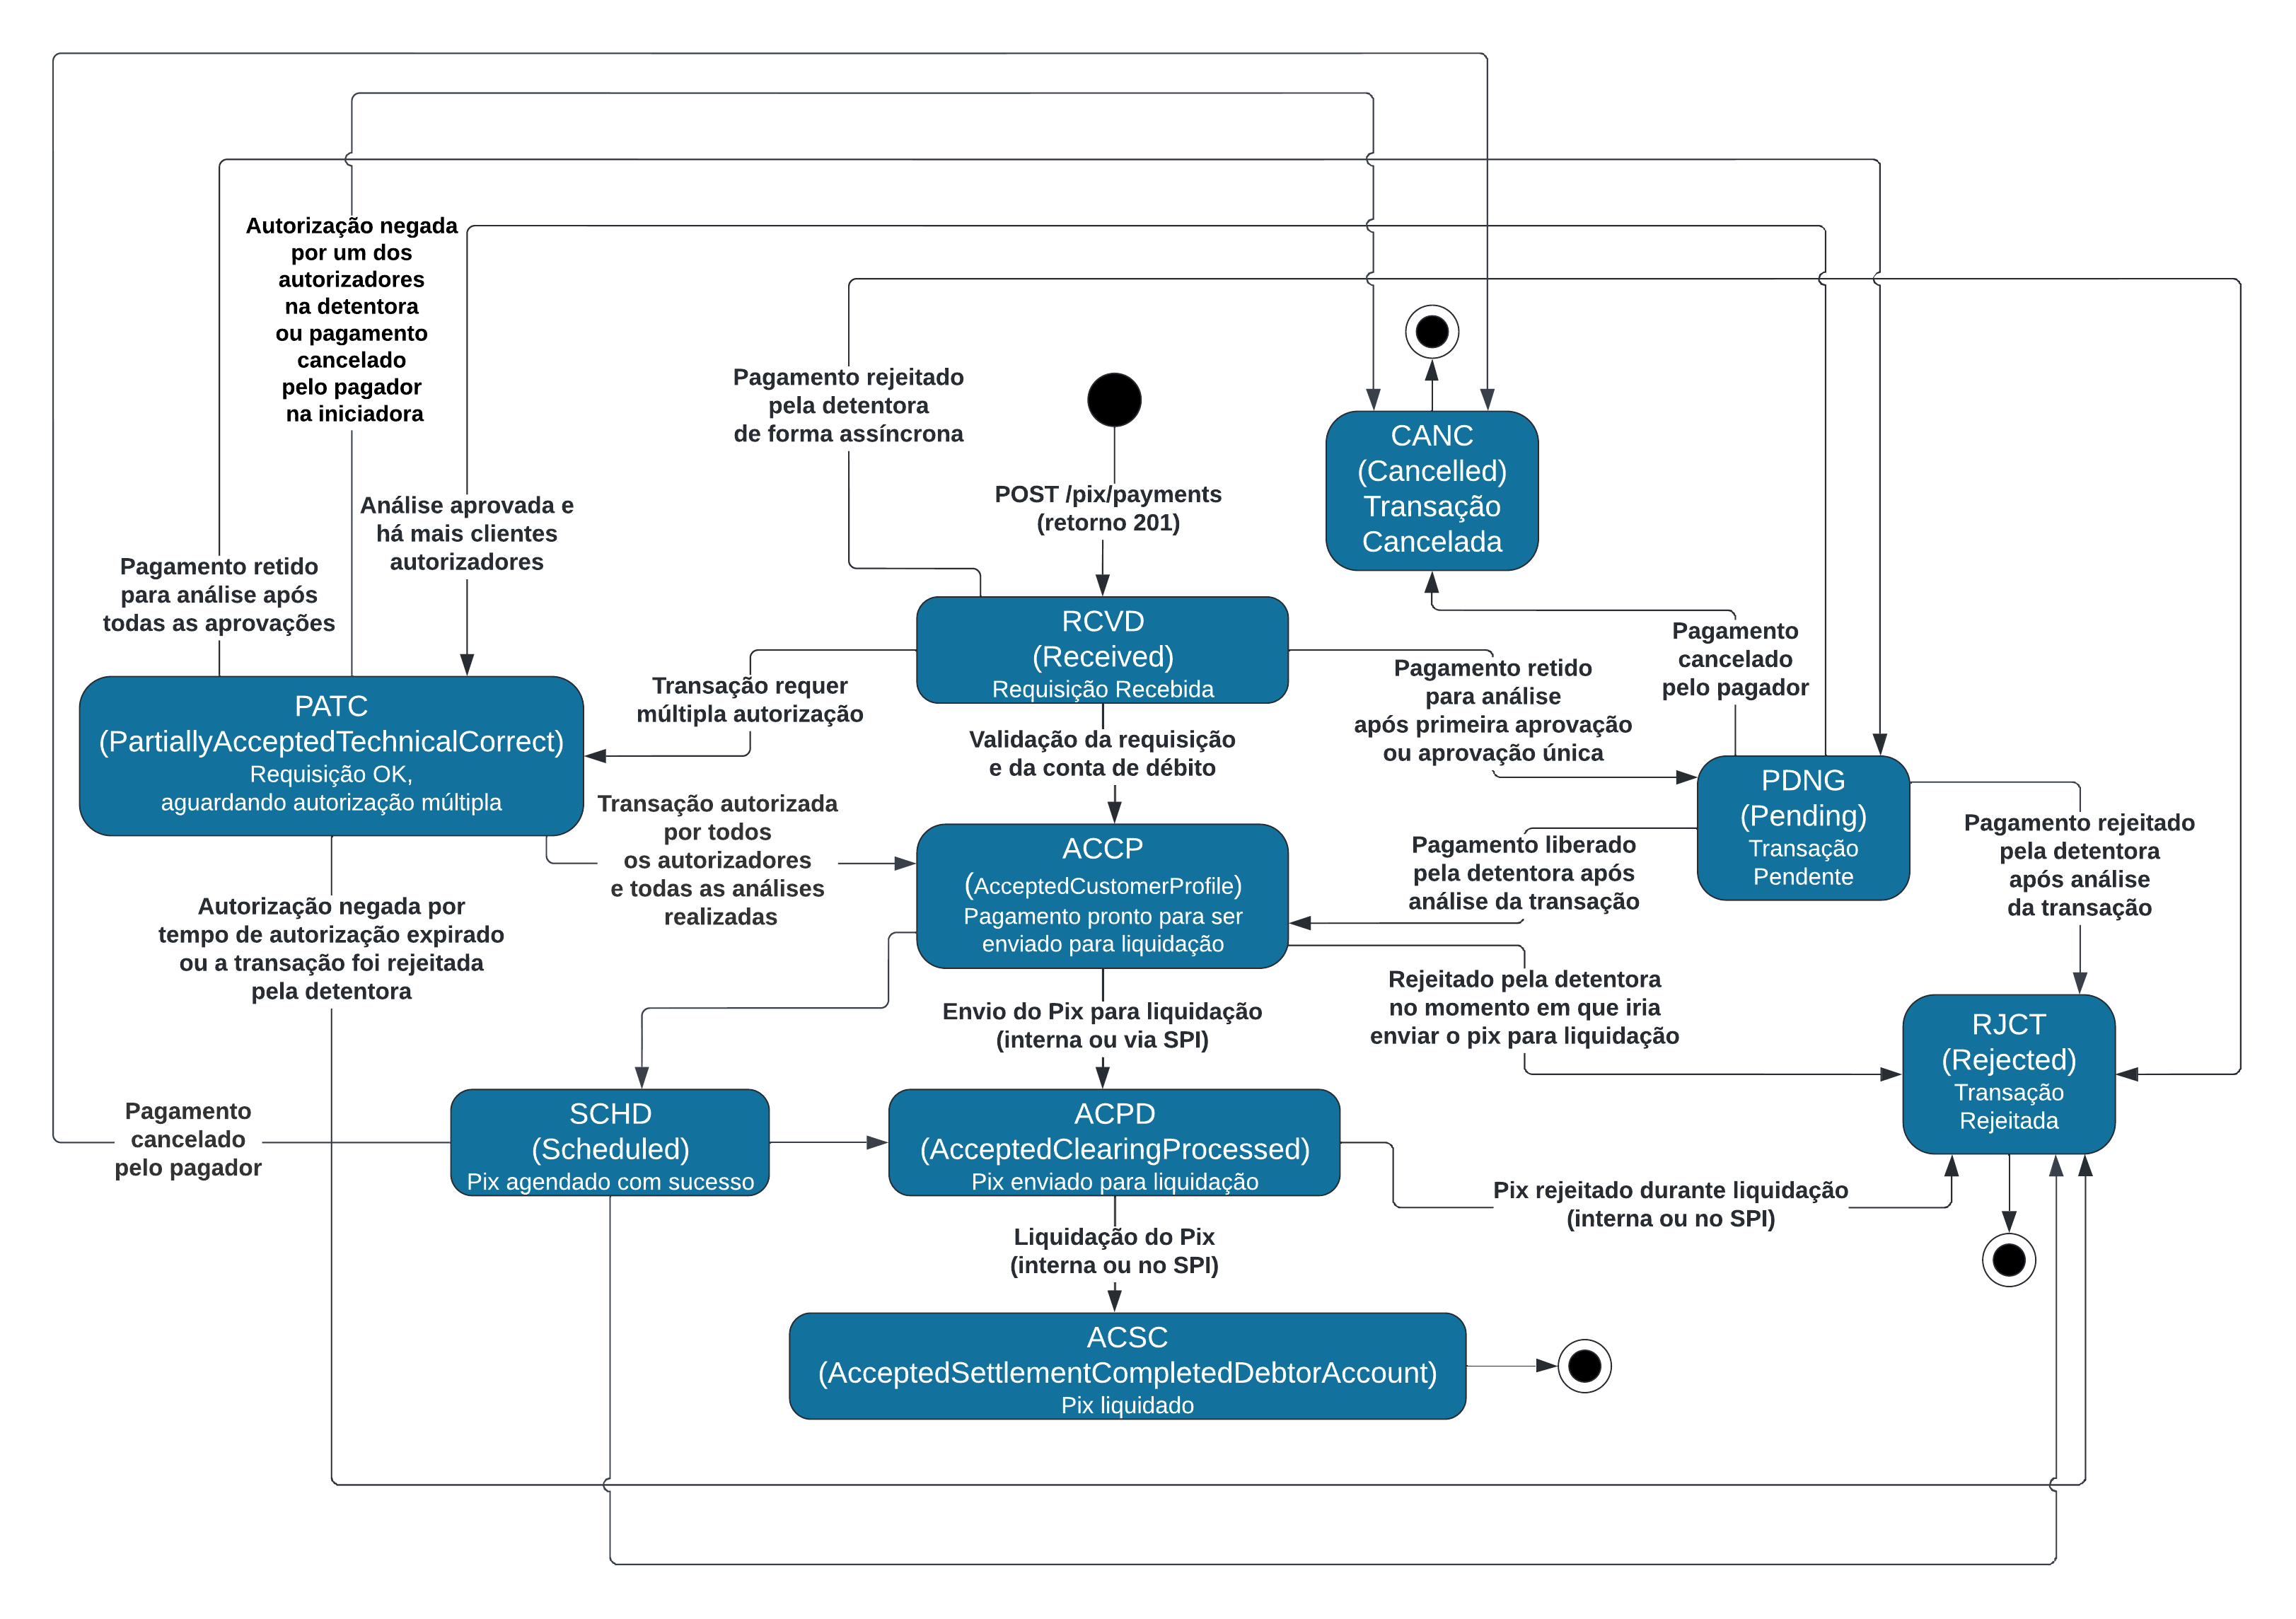 Autorização negada
por um dos
autorizadores
na detentora
ou pagamento
cancelado
pelo pagador
na iniciadora
Pagamento rejeitado
pela detentora
de forma assíncrona
POST /pix/payments
(retorno 201)
CANC
(Cancelled)
Transação
Cancelada
Análise aprovada e
há mais clientes
autorizadores
Pagamento retido
para análise após
todas as aprovações
RCVD
(Received)
Requisição Recebida
Pagamento
cancelado
pelo pagador
Transação requer
múltipla autorização
Pagamento retido
para análise
após primeira aprovação
ou aprovação única
PATC
(PartiallyAcceptedTechnicalCorrect)
Requisição OK,
aguardando autorização múltipla
Validação da requisição
e da conta de débito
PDNG
(Pending)
Transação
Pendente
Transação autorizada
por todos
os autorizadores
e todas as análises
realizadas
ACCP
(AcceptedCustomerProfile)
Pagamento pronto para ser
enviado para liquidação
Pagamento liberado
pela detentora após
análise da transação
Pagamento rejeitado
pela detentora
após análise
da transação
Autorização negada por
tempo de autorização expirado
ou a transação foi rejeitada
pela detentora
Envio do Pix para liquidação
(interna ou via SPI)
Rejeitado pela detentora
no momento em que iria
enviar o pix para liquidação
RJCT
(Rejected)
Transação
Rejeitada
Pagamento
cancelado
pelo pagador
SCHD
(Scheduled)
Pix agendado com sucesso
ACPD
(AcceptedClearingProcessed)
Pix enviado para liquidação
Pix rejeitado durante liquidação
(interna ou no SPI)
Liquidação do Pix
(interna ou no SPI)
ACSC
(AcceptedSettlementCompletedDebtorAccount)
Pix liquidado